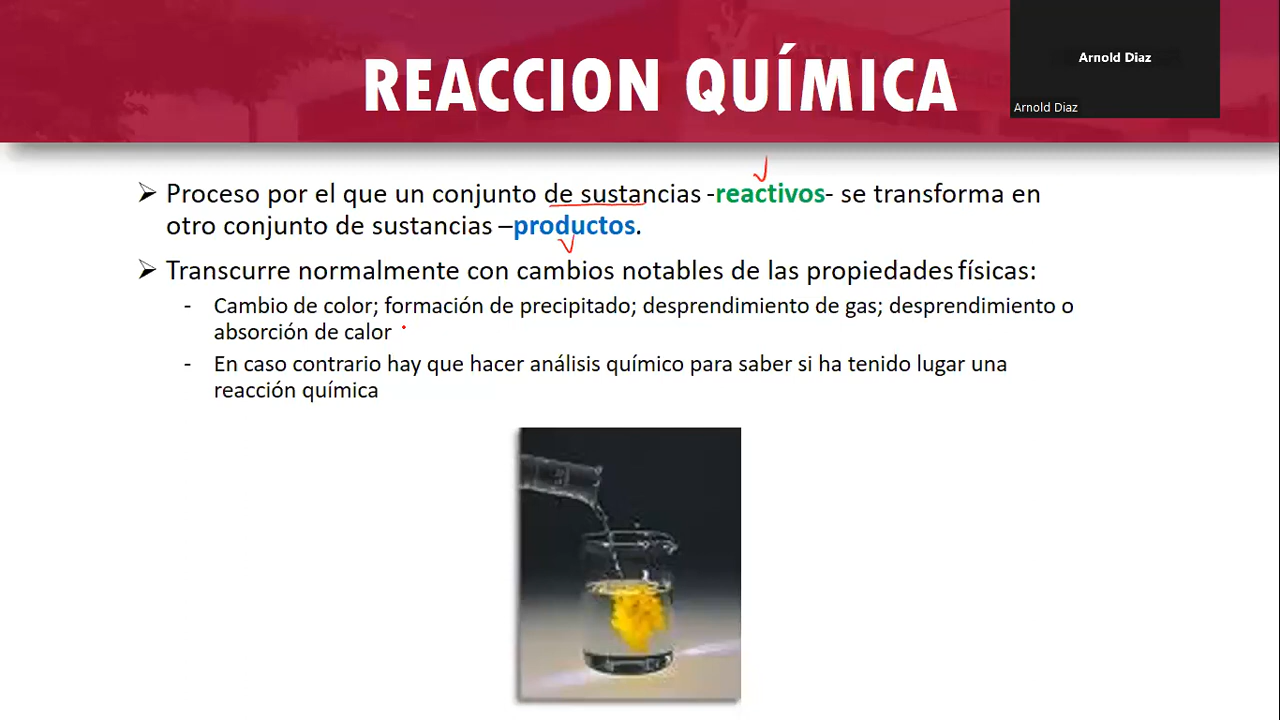 REACCION QUÍMICA
Arnold Diaz
Arnold Diaz
➢ Proceso por el que un conjunto de sustancias -reactivos- se transforma en
otro conjunto de sustancias –productos.
➢ Transcurre normalmente con cambios notables de las propiedades físicas:
- Cambio de color; formación de precipitado; desprendimiento de gas; desprendimiento o
absorción de calor
- En caso contrario hay que hacer análisis químico para saber si ha tenido lugar una
reacción química